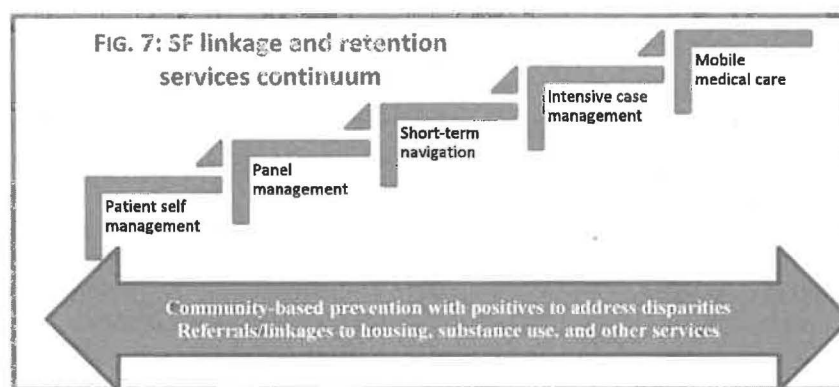 FIG. 7: SF linkage and retention
services continuum
Patient self
management
Panel
management
Short-term
navigation
Intensive case
management
Mobile
medical care
Community-based prevention with positives to address disparities
Referrals/linkages to housing, substance use, and other services